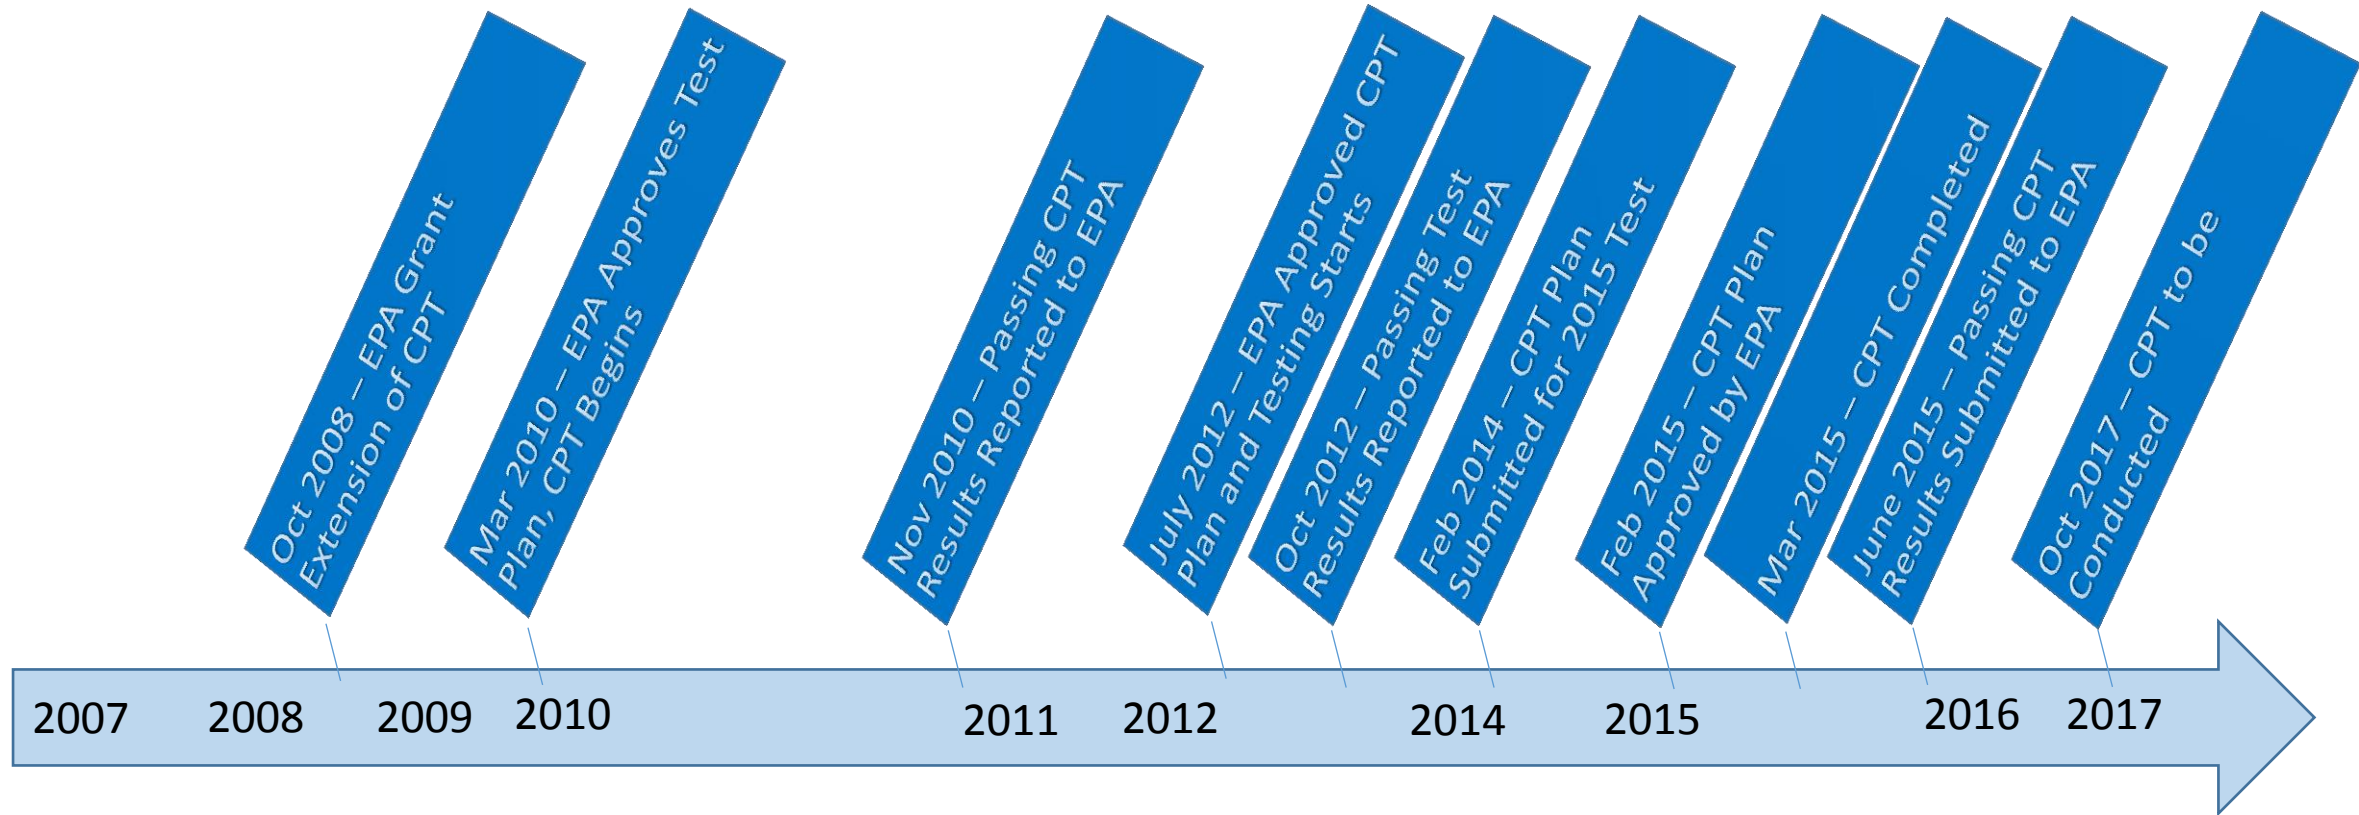 Oct 2008 – EPA Grant
Extension of CPT
Mar 2010 – EPA Approves Test
Plan, CPT Begins
Nov 2010 – Passing CPT
Results Reported to EPA
July 2012 – EPA Approved CPT
Plan and Testing Starts
Oct 2012 – Passing Test
Results Reported to EPA
Feb 2014 – CPT Plan
Submitted for 2015 Test
Feb 2015 – CPT Plan
Approved by EPA
Mar 2015 – CPT Completed
June 2015 – Passing CPT
Results Submitted to EPA
Oct 2017 – CPT to be
Conducted
2007 2008 2009 2010 2011 2012 2014 2015 2016 2017